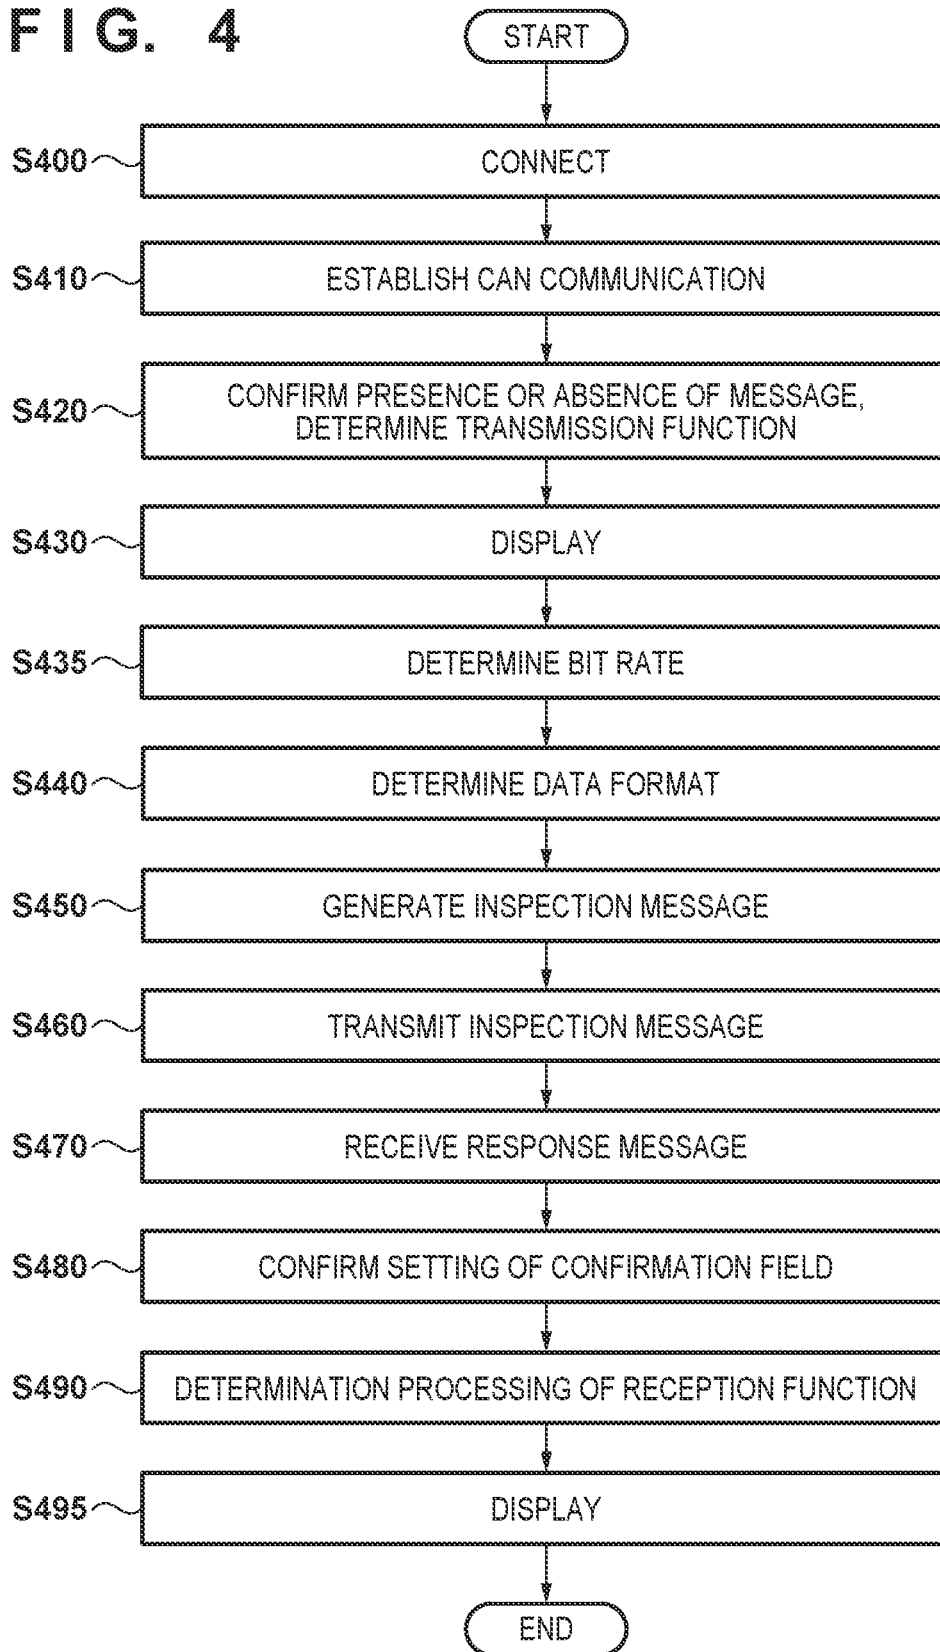 FIG. 4
START
S400 CONNECT
S410 ESTABLISH CAN COMMUNICATION
S420 CONFIRM PRESENCE OR ABSENCE OF MESSAGE,
DETERMINE TRANSMISSION FUNCTION
S430 DISPLAY
S435 DETERMINE BIT RATE
S440 DETERMINE DATA FORMAT
S450 GENERATE INSPECTION MESSAGE
S460 TRANSMIT INSPECTION MESSAGE
S470 RECEIVE RESPONSE MESSAGE
S480 CONFIRM SETTING OF CONFIRMATION FIELD
S490 DETERMINATION PROCESSING OF RECEPTION FUNCTION
S495 DISPLAY
END